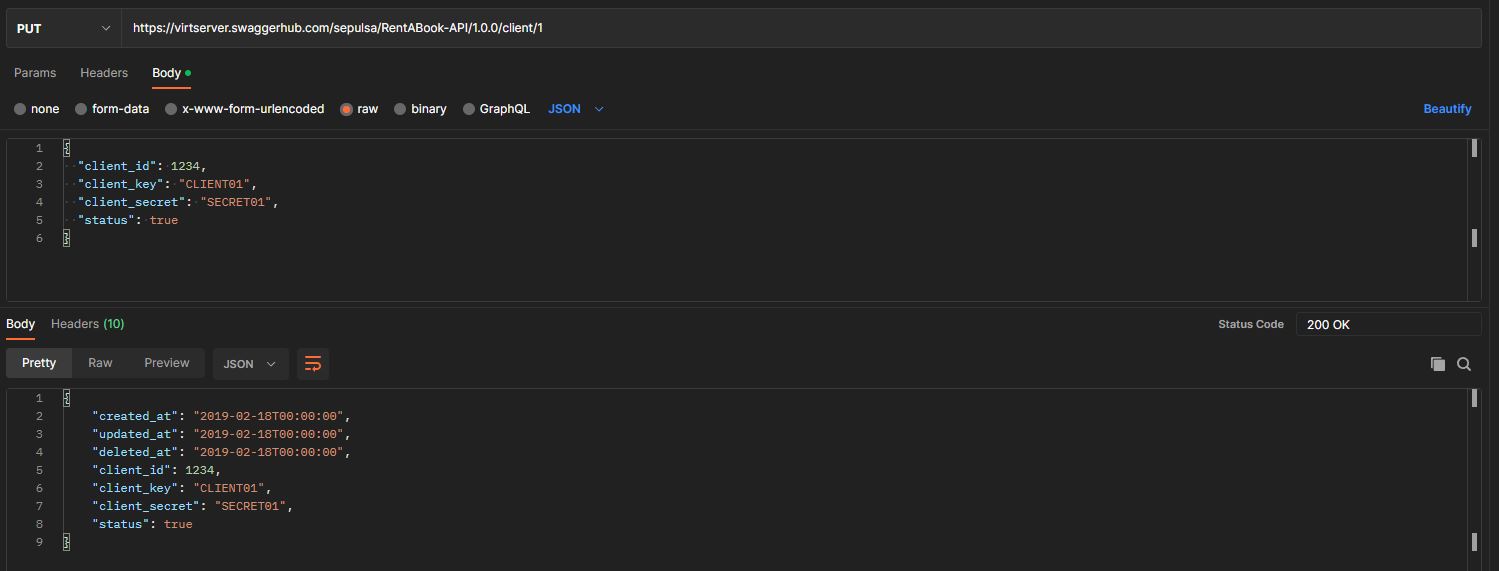 PUT https://virtserver.swaggerhub.com/sepulsa/RentABook-API/1.0.0/client/1
Params Headers Body
none form-data x-www-form-urlencoded raw binary GraphQL JSON Beautify
1 {
2 "client_id": 1234,
3 "client_key": "CLIENT01",
4 "client_secret": "SECRET01",
5 "status": true
6 }
Body Headers (10) Status Code 200 OK
Pretty Raw Preview JSON
1 {
2 "created_at": "2019-02-18T00:00:00",
3 "updated_at": "2019-02-18T00:00:00",
4 "deleted_at": "2019-02-18T00:00:00",
5 "client_id": 1234,
6 "client_key": "CLIENT01",
7 "client_secret": "SECRET01",
8 "status": true
9 }